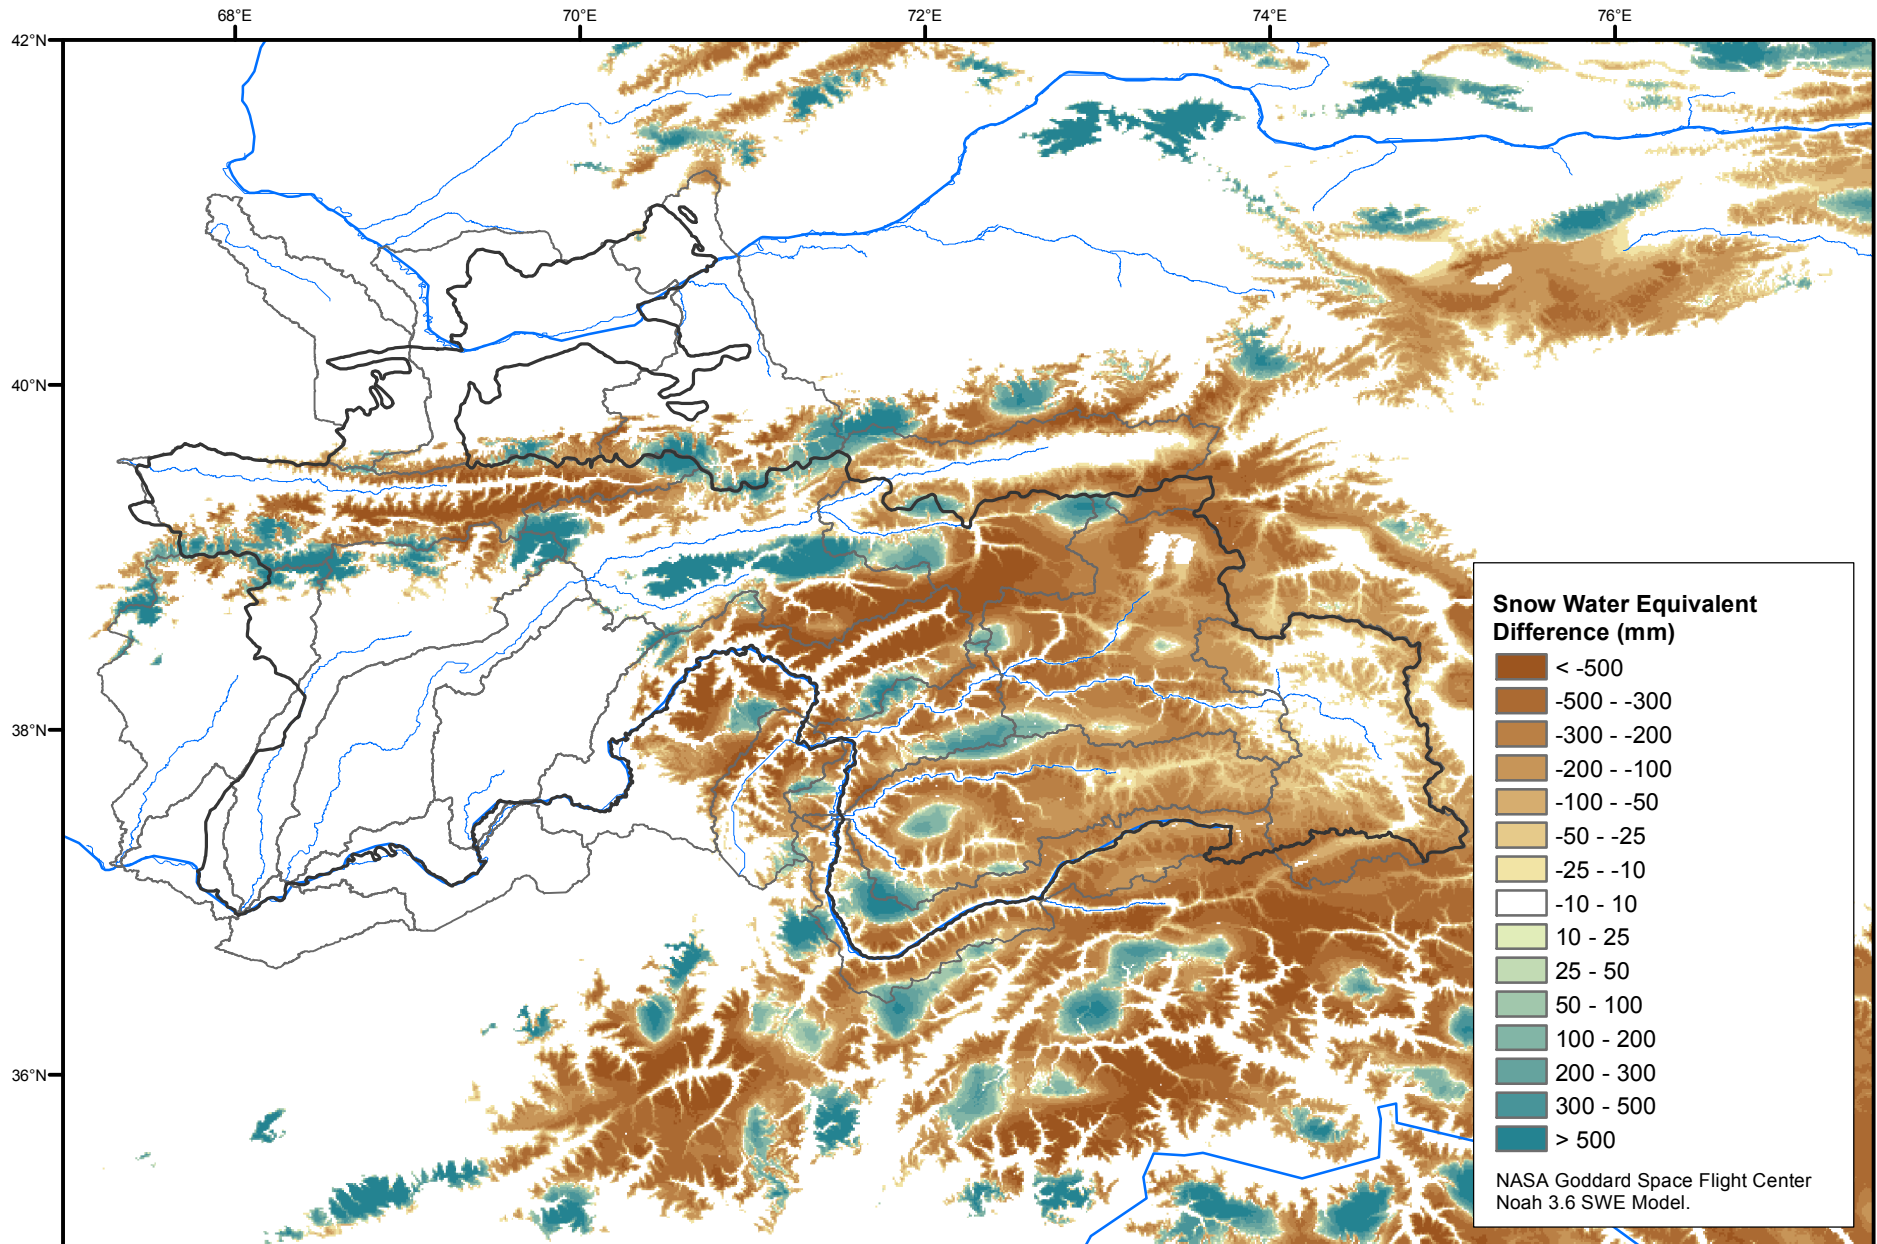 68°E 70°E 72°E 74°E 76°E
42°N
40°N
38°N
36°N
Snow Water Equivalent
Difference (mm)
< -500
-500 - -300
-300 - -200
-200 - -100
-100 - -50
-50 - -25
-25 - -10
-10 - 10
10 - 25
25 - 50
50 - 100
100 - 200
200 - 300
300 - 500
> 500
NASA Goddard Space Flight Center
Noah 3.6 SWE Model.